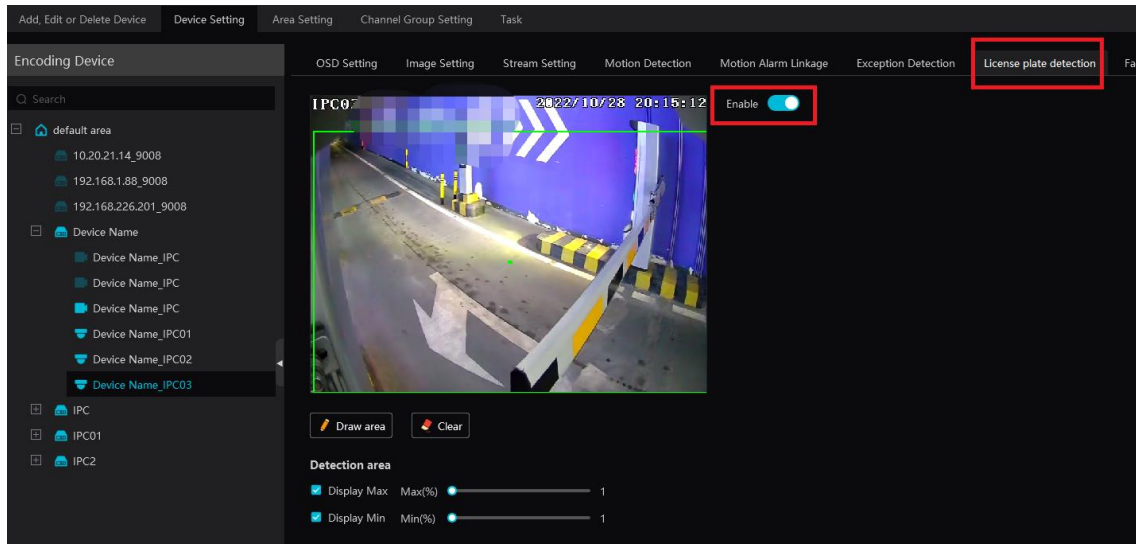 Add, Edit or Delete Device Device Setting Area Setting Channel Group Setting Task
Encoding Device
OSD Setting Image Setting Stream Setting Motion Detection Motion Alarm Linkage Exception Detection License plate detection Fa
Search
default area
10.20.21.14_9008
192.168.1.88_9008
192.168.226.201_9008
Device Name
Device Name_IPC
Device Name_IPC
Device Name_IPC
Device Name_IPC01
Device Name_IPC02
Device Name_IPC03
IPC
IPC01
IPC2
2022/10/28 20:15:12
Enable
Draw area Clear
Detection area
Display Max Max(%) 1
Display Min Min(%) 1